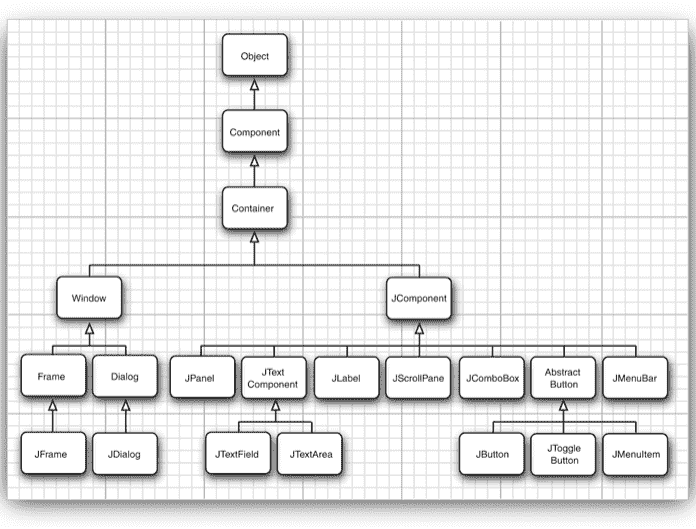 Object
Component
Container
Window
JComponent
Frame
Dialog
JPanel
JText
Component
JLabel
JScrollPane
JComboBox
Abstract
Button
JMenuBar
JFrame
JDialog
JTextField
JTextArea
JButton
JToggle
Button
JMenuItem